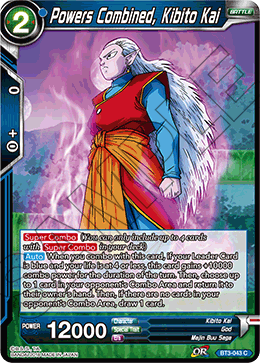 2 Powers Combined, Kibito Kai BATTLE
0 + 0
Super Combo (You can only include up to 4 cards
with Super Combo in your deck.)
Auto When you combo with this card, if your Leader Card
is blue and your life is at 4 or less, this card gains +10000
combo power for the duration of the turn. Then, choose up
to 1 card in your opponent's Combo Area and return it to
their owner's hand. Then, if there are no cards in your
opponent's Combo Area, draw 1 card.
POWER 12000
Character Kibito Kai
Special Trait God
Era Majin Buu Saga
BT3-043 C